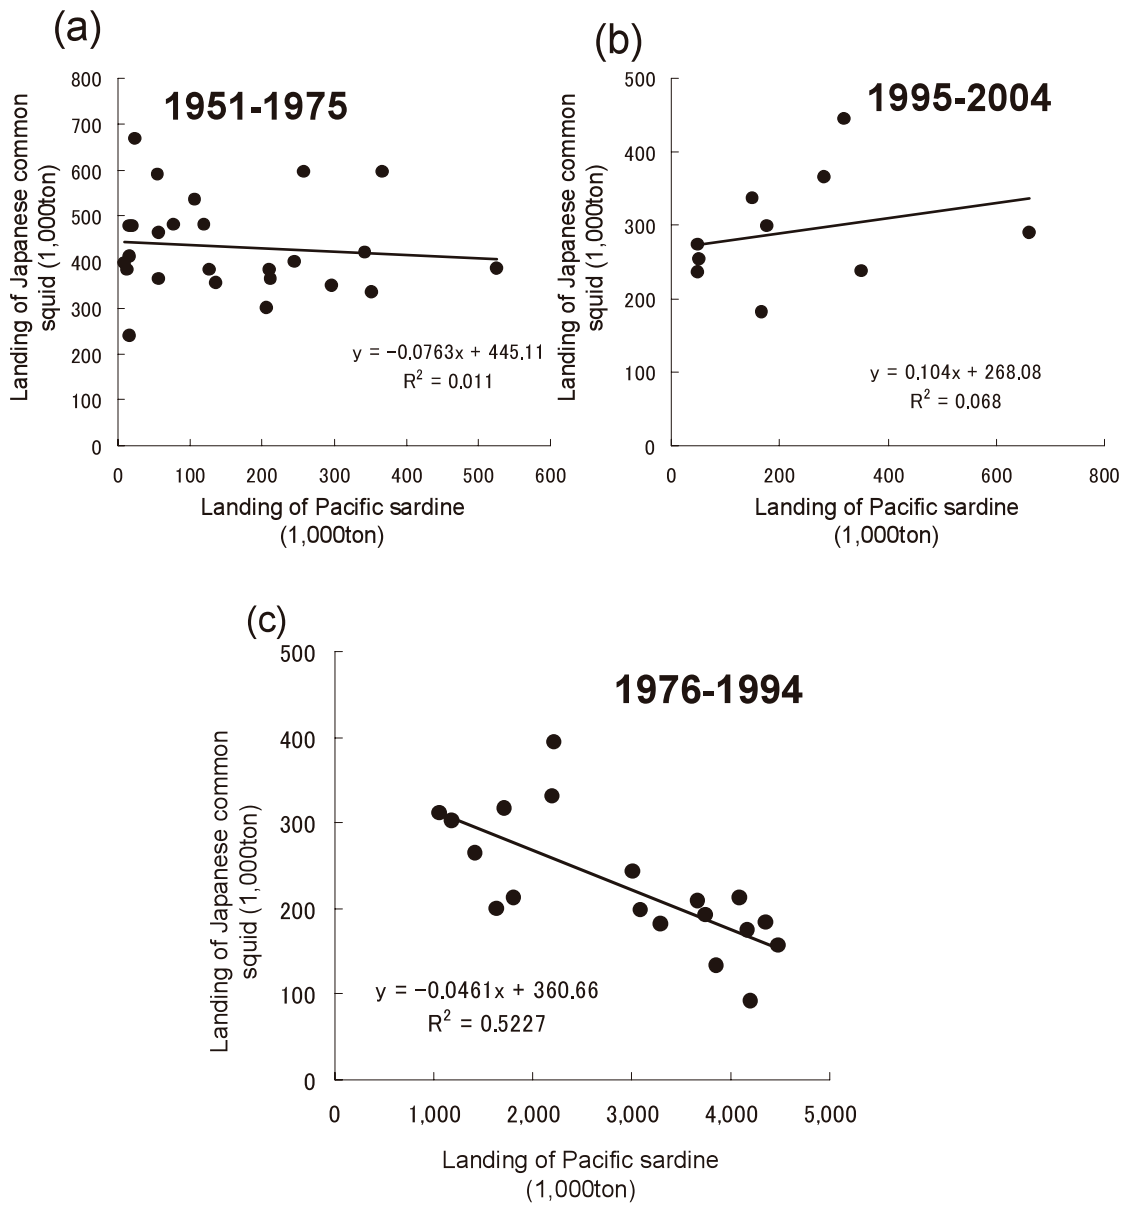 (a)
1951-1975
800
700
600
500
400
300
200
100
0
Landing of Japanese common
squid (1,000ton)
y = -0.0763x + 445.11
R² = 0.011
0 100 200 300 400 500 600
Landing of Pacific sardine
(1,000ton)
(b)
1995-2004
500
400
300
200
100
0
Landing of Japanese common
squid (1,000ton)
y = 0.104x + 268.08
R² = 0.068
0 200 400 600 800
Landing of Pacific sardine
(1,000ton)
(c)
1976-1994
500
400
300
200
100
0
Landing of Japanese common
squid (1,000ton)
y = -0.0461x + 360.66
R² = 0.5227
0 1,000 2,000 3,000 4,000 5,000
Landing of Pacific sardine
(1,000ton)